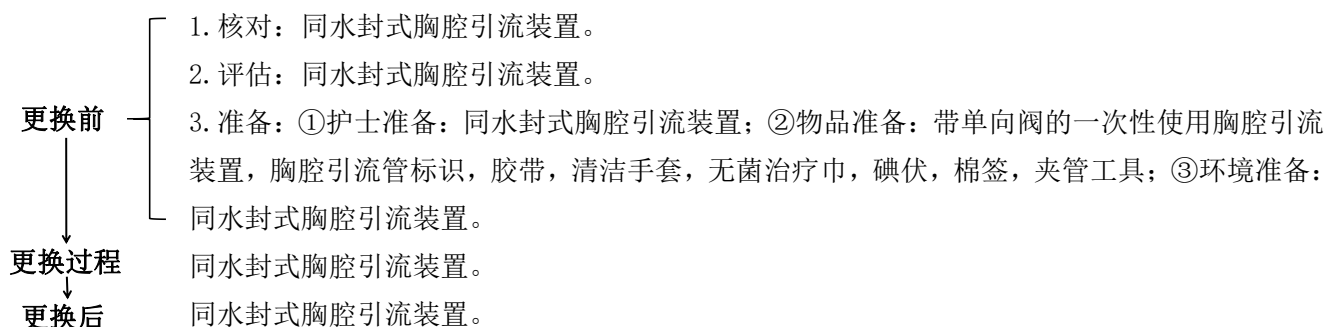 1.核对：同水封式胸腔引流装置。
2.评估：同水封式胸腔引流装置。
更换前
3.准备：①护士准备：同水封式胸腔引流装置；②物品准备：带单向阀的一次性使用胸腔引流
装置，胸腔引流管标识，胶带，清洁手套，无菌治疗巾，碘伏，棉签，夹管工具；③环境准备：
同水封式胸腔引流装置。
更换过程
同水封式胸腔引流装置。
更换后
同水封式胸腔引流装置。